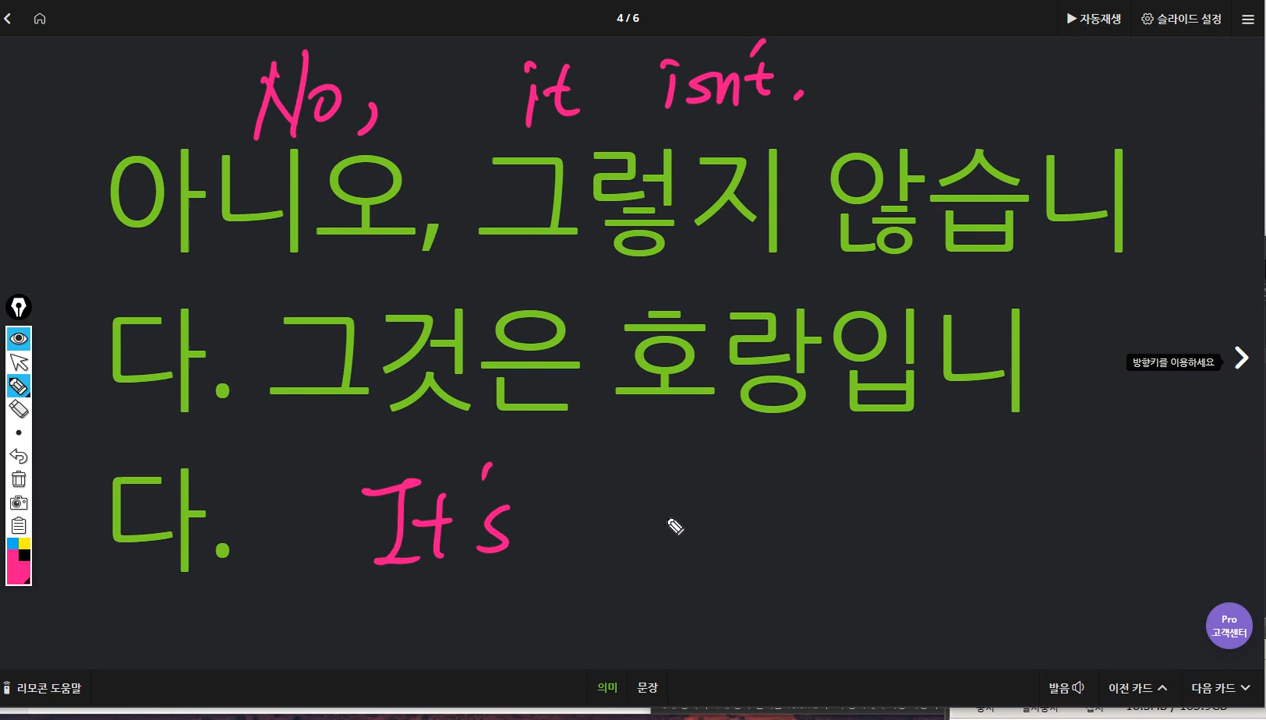 4 / 6
▶ 자동재생
슬라이드 설정
No, it isn't.
아니오, 그렇지 않습니
다. 그것은 호랑입니
다.
It's
방향키를 이용하세요
Pro
고객센터
리모콘 도움말
의미
문장
발음
이전 카드
다음 카드